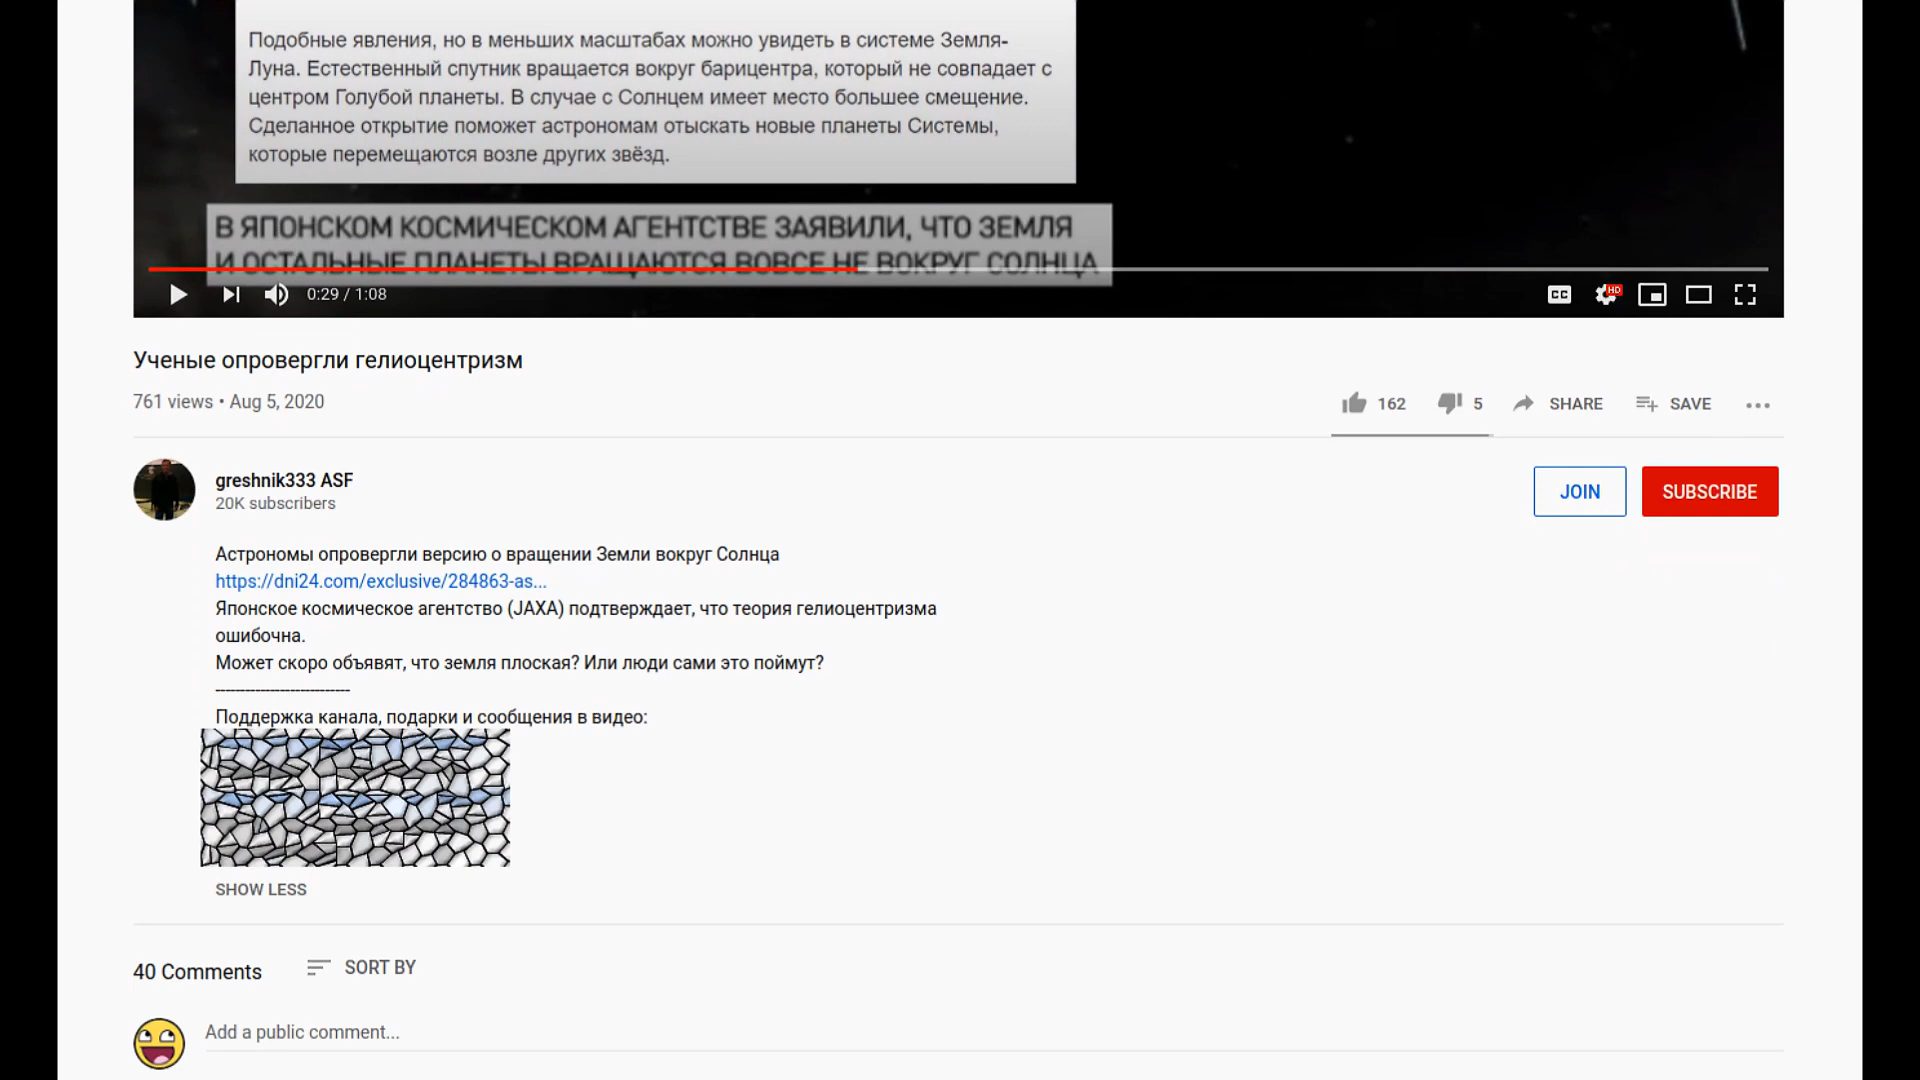 Подобные явления, но в меньших масштабах можно увидеть в системе Земля-
Луна. Естественный спутник вращается вокруг барицентра, который не совпадает с
центром Голубой планеты. В случае с Солнцем имеет место большее смещение.
Сделанное открытие поможет астрономам отыскать новые планеты Системы,
которые перемещаются возле других звёзд.
В ЯПОНСКОМ КОСМИЧЕСКОМ АГЕНТСТВЕ ЗАЯВИЛИ, ЧТО ЗЕМЛЯ
И ОСТАЛЬНЫЕ ПЛАНЕТЫ ВРАЩАЮТСЯ ВОВСЕ НЕ ВОКРУГ СОЛНЦА
0:29 / 1:08
CC
HD
Ученые опровергли гелиоцентризм
761 views • Aug 5, 2020
162
5
SHARE
SAVE
greshnik333 ASF
20K subscribers
JOIN
SUBSCRIBE
Астрономы опровергли версию о вращении Земли вокруг Солнца
https://dni24.com/exclusive/284863-as...
Японское космическое агентство (JAXA) подтверждает, что теория гелиоцентризма
ошибочна.
Может скоро объявят, что земля плоская? Или люди сами это поймут?
---------------------------
Поддержка канала, подарки и сообщения в видео:
SHOW LESS
40 Comments
SORT BY
Add a public comment...